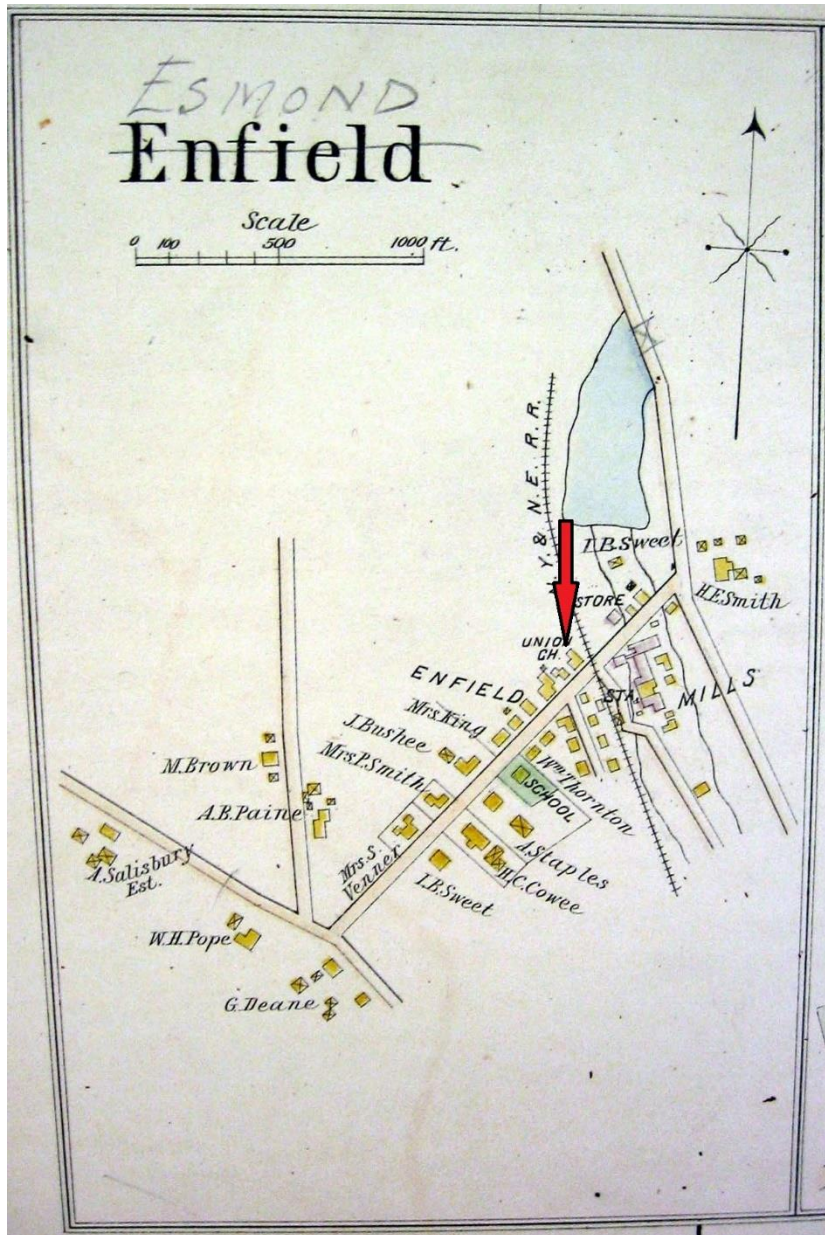 ESMOND
Enfield
Scale
0 100 500 1000 ft.
Y. & N. E. R. R.
I.B.Sweet
H.E.Smith
STORE
UNION
CH.
ENFIELD
MILLS
STA.
Mrs.King
J.Bushee
Mrs.P.Smith
Wm Thornton
SCHOOL
M.Brown
A.B.Paine
A.Staples
H.C.Cowee
Mrs.S.
Venner
I.B.Sweet
A.Salisbury
Est.
W.H.Pope
G.Deane